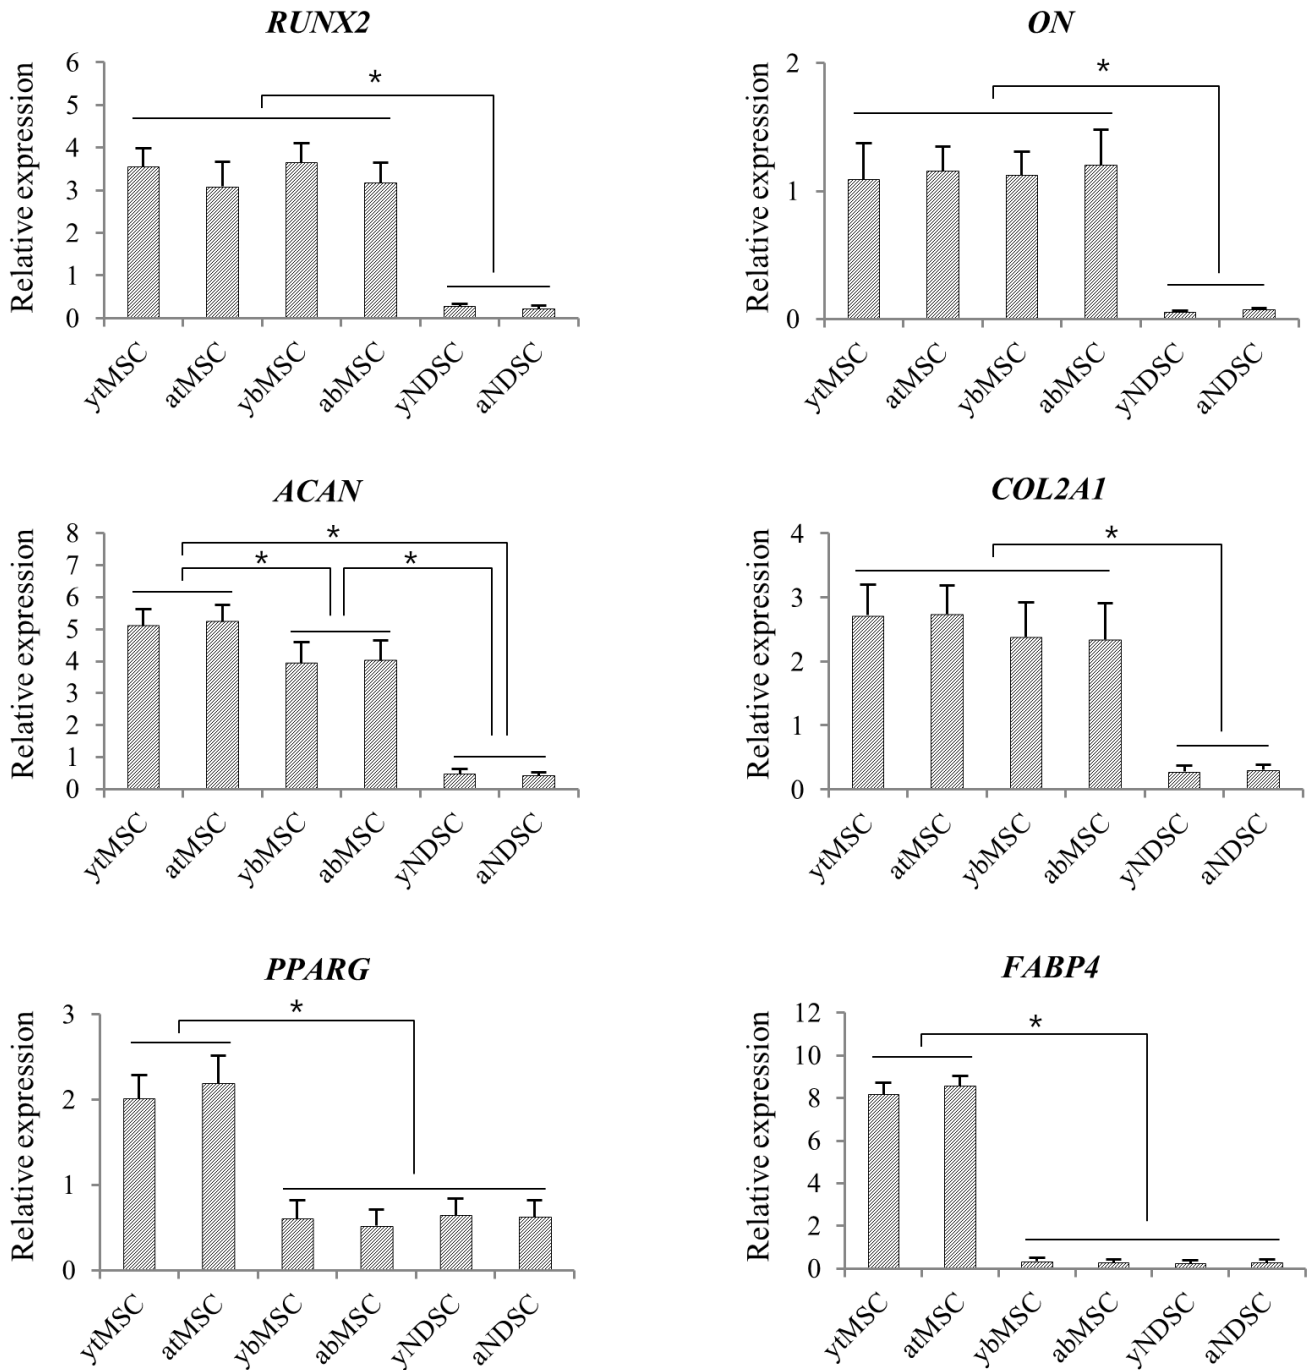 RUNX2
Relative expression
6
5
4
3
2
1
0
*
ytMSC
atMSC
ybMSC
abMSC
yNDSC
aNDSC
ON
Relative expression
2
1
0
*
ytMSC
atMSC
ybMSC
abMSC
yNDSC
aNDSC
ACAN
Relative expression
8
7
6
5
4
3
2
1
0
*
*
*
ytMSC
atMSC
ybMSC
abMSC
yNDSC
aNDSC
COL2A1
Relative expression
4
3
2
1
0
*
ytMSC
atMSC
ybMSC
abMSC
yNDSC
aNDSC
PPARG
Relative expression
3
2
1
0
*
ytMSC
atMSC
ybMSC
abMSC
yNDSC
aNDSC
FABP4
Relative expression
12
10
8
6
4
2
0
*
ytMSC
atMSC
ybMSC
abMSC
yNDSC
aNDSC